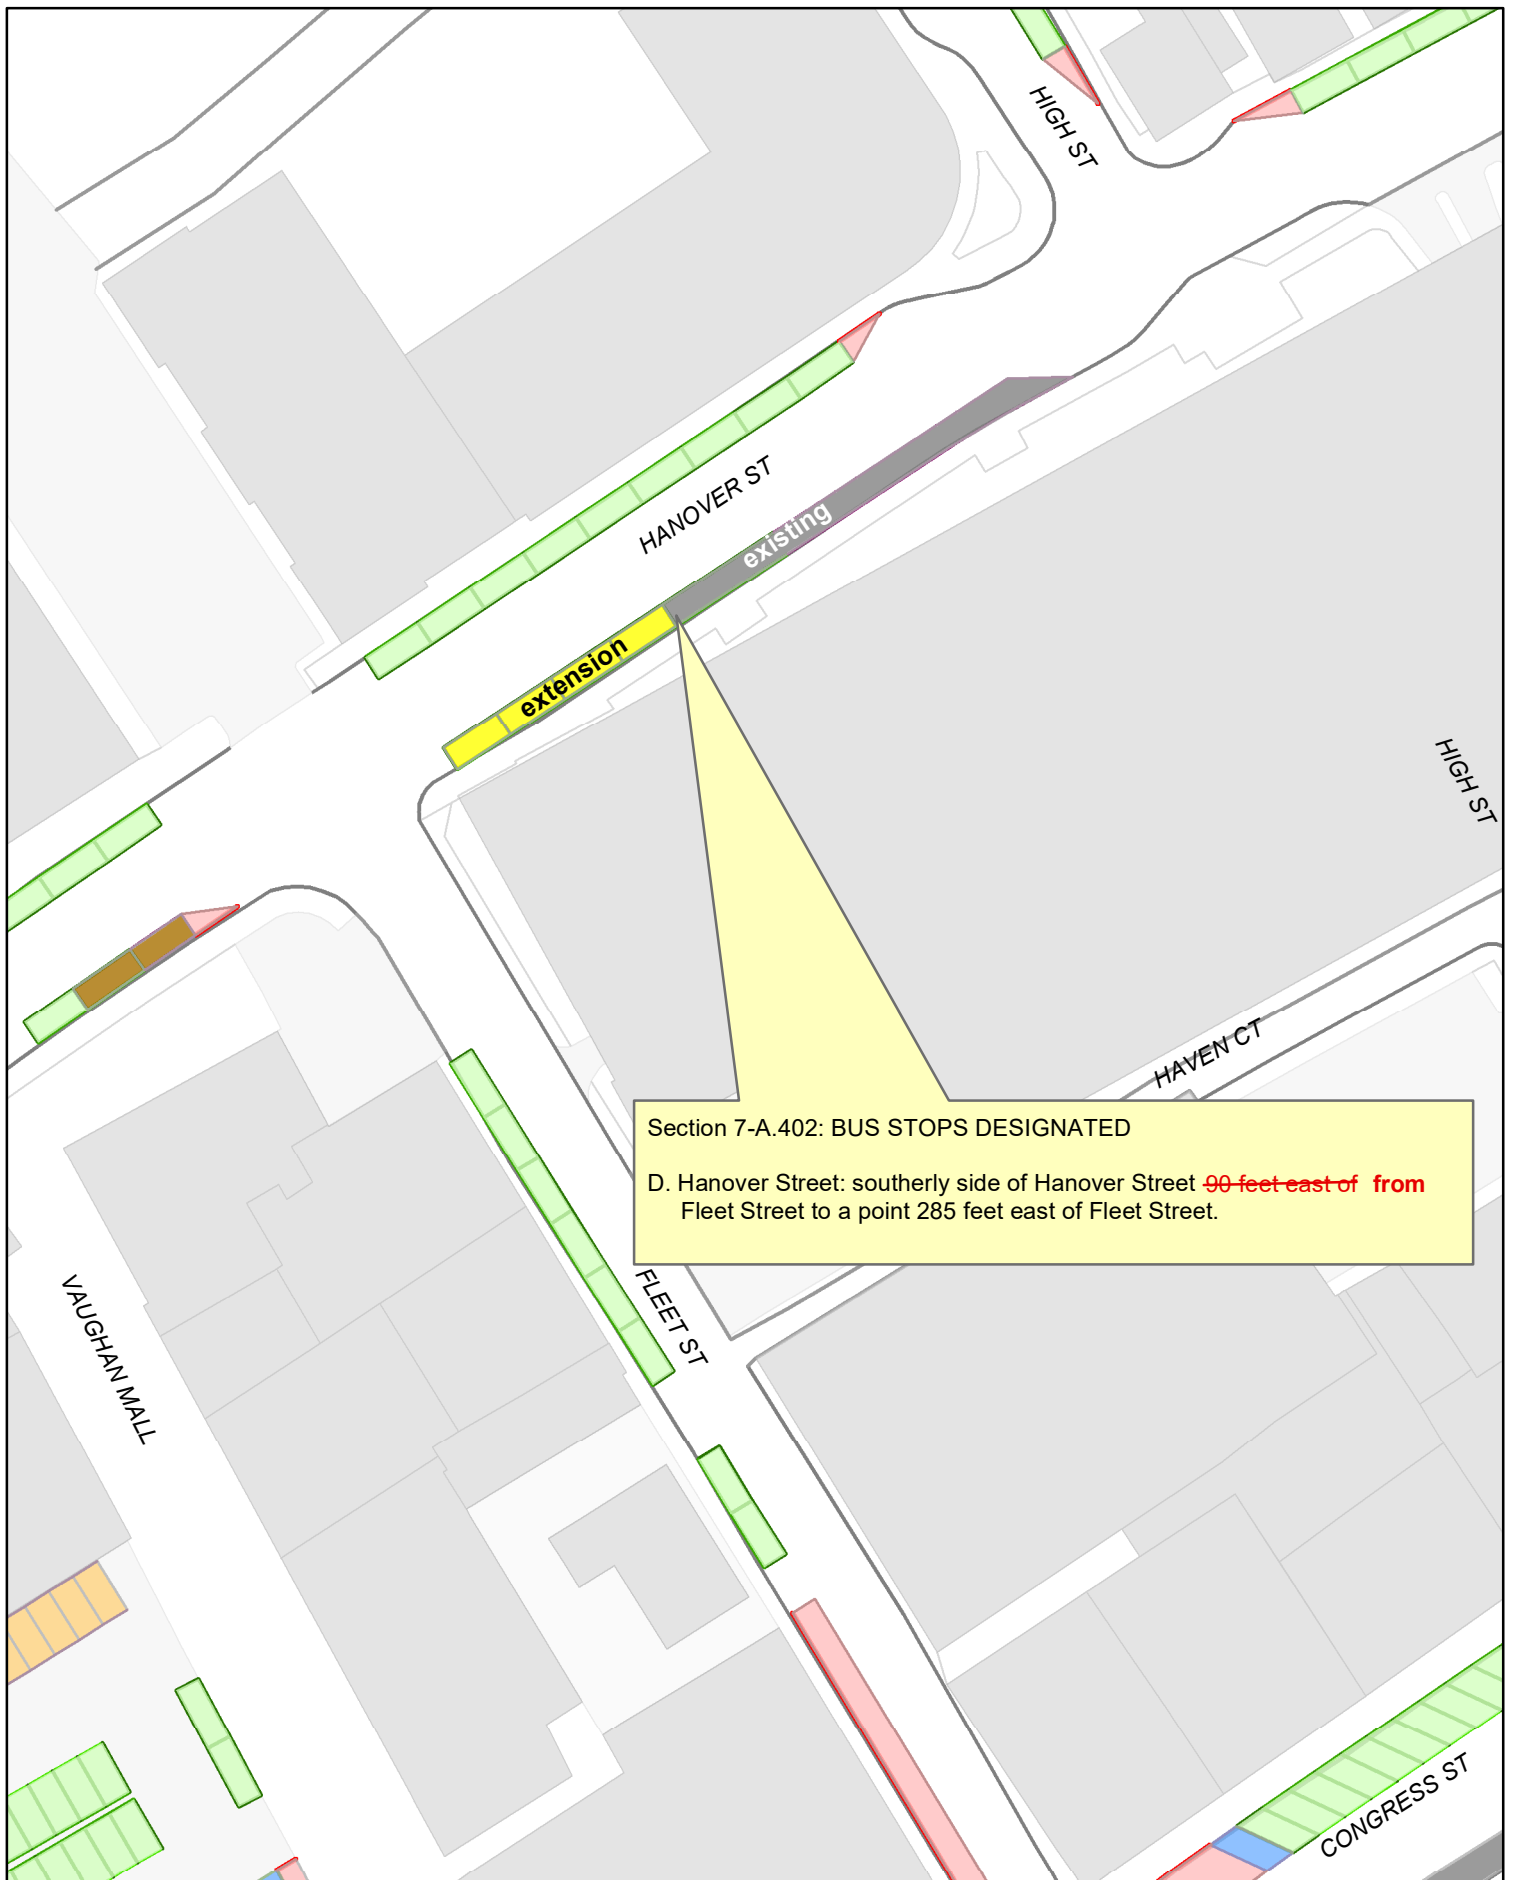 HIGH ST
HANOVER ST
existing
extension
HIGH ST
HAVEN CT
Section 7-A.402: BUS STOPS DESIGNATED
D. Hanover Street: southerly side of Hanover Street 90 feet east of from
Fleet Street to a point 285 feet east of Fleet Street.
FLEET ST
VAUGHAN MALL
CONGRESS ST